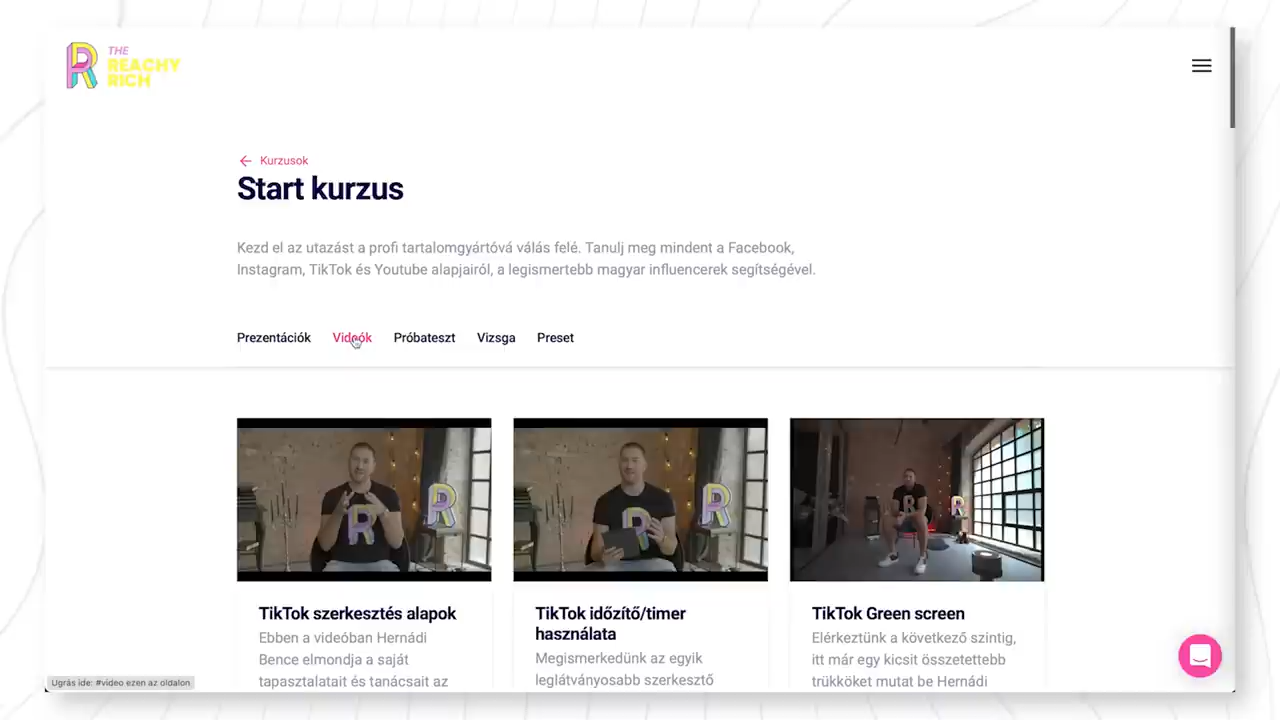 THE
REACHY
RICH
Kurzusok
Start kurzus
Kezd el az utazást a profi tartalomgyártóvá válás felé. Tanulj meg mindent a Facebook,
Instagram, TikTok és Youtube alapjairól, a legismertebb magyar influencerek segítségével.
Prezentációk Videók Próbateszt Vizsga Preset
TikTok szerkesztés alapok
Ebben a videóban Hernádi
Bence elmondja a saját
tapasztalatait és tanácsait az
TikTok időzítő/timer
használata
Megismerkedünk az egyik
leglátványosabb szerkesztő
TikTok Green screen
Elérkeztünk a következő szintig,
itt már egy kicsit összetettebb
trükköket mutat be Hernádi
Ugrás ide: #video ezen az oldalon